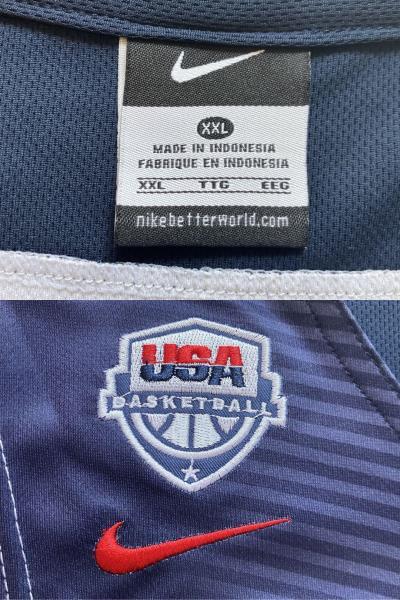 XXL
MADE IN INDONESIA
FABRIQUE EN INDONESIA
XXL TTG EEG
nikebetterworld.com
USA
BASKETBALL